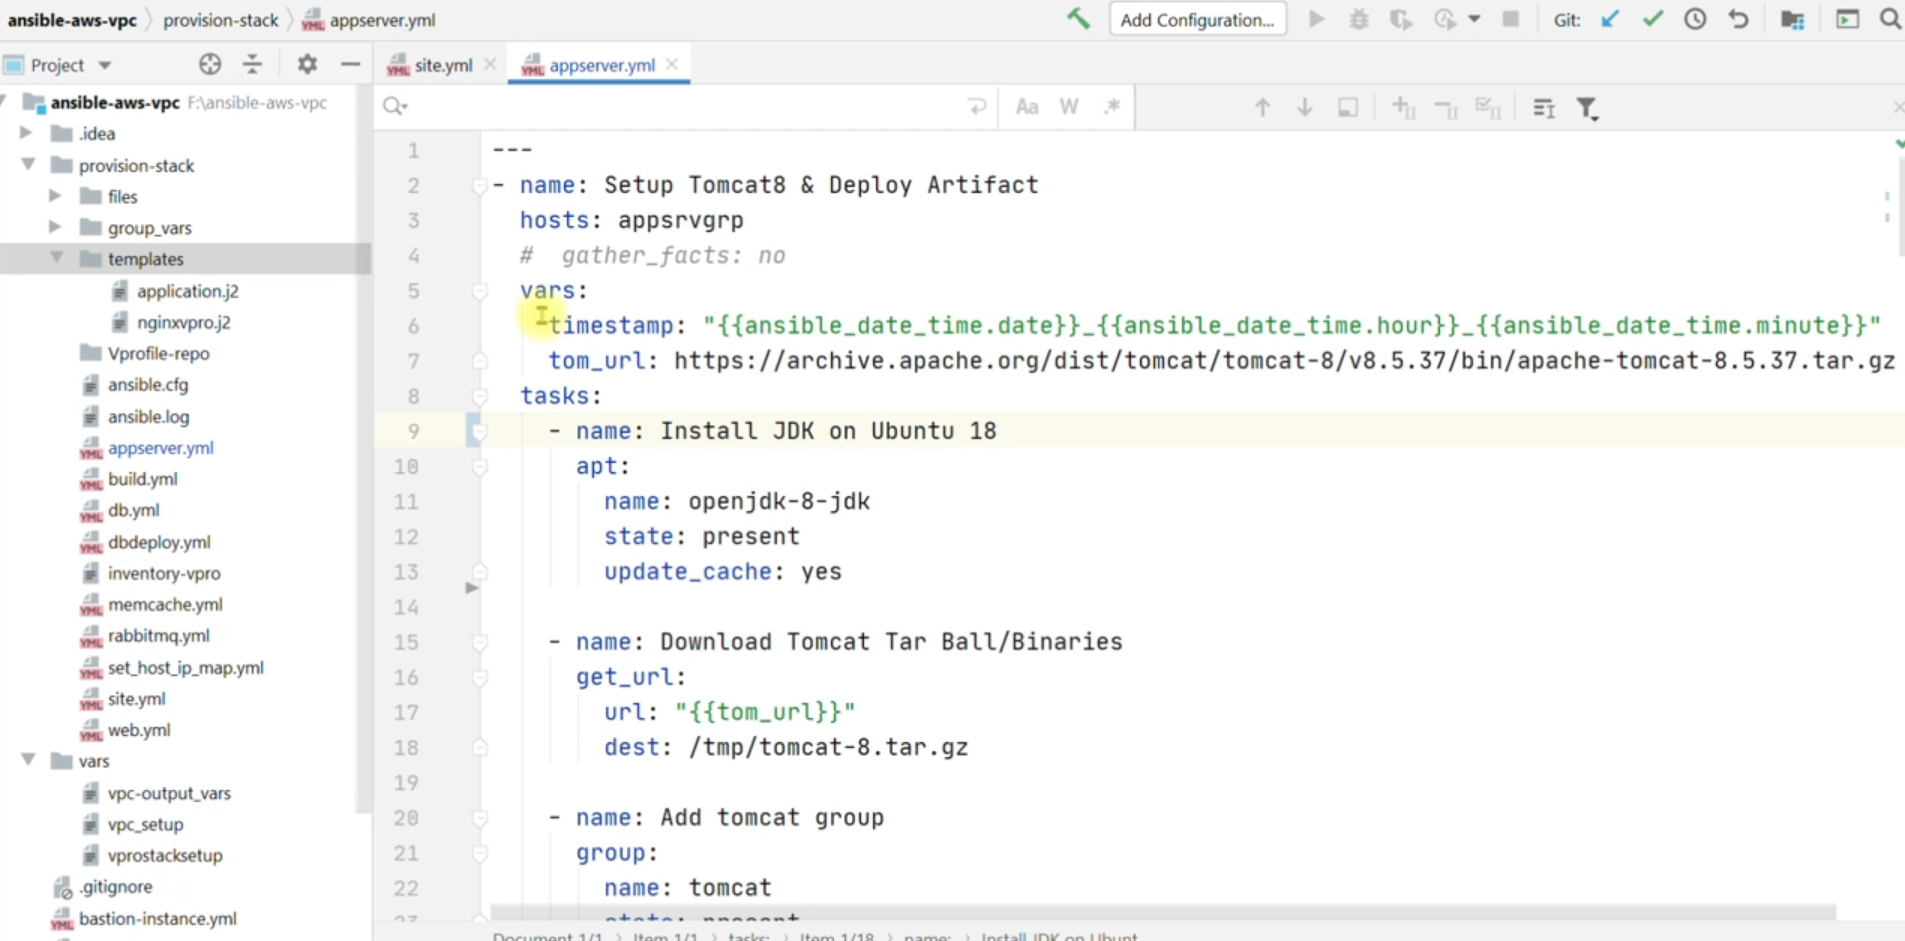 ansible-aws-vpc provision-stack appserver.yml
Add Configuration...
Git:
Project
site.yml
appserver.yml
Aa W .*
ansible-aws-vpc F:\ansible-aws-vpc
.idea
provision-stack
files
group_vars
templates
application.j2
nginxvpro.j2
Vprofile-repo
ansible.cfg
ansible.log
appserver.yml
build.yml
db.yml
dbdeploy.yml
inventory-vpro
memcache.yml
rabbitmq.yml
set_host_ip_map.yml
site.yml
web.yml
vars
vpc-output_vars
vpc_setup
vprostacksetup
.gitignore
bastion-instance.yml
1 ---
2 - name: Setup Tomcat8 & Deploy Artifact
3 hosts: appsrvgrp
4 # gather_facts: no
5 vars:
6 timestamp: "{{ansible_date_time.date}}_{{ansible_date_time.hour}}_{{ansible_date_time.minute}}"
7 tom_url: https://archive.apache.org/dist/tomcat/tomcat-8/v8.5.37/bin/apache-tomcat-8.5.37.tar.gz
8 tasks:
9 - name: Install JDK on Ubuntu 18
10 apt:
11 name: openjdk-8-jdk
12 state: present
13 update_cache: yes
14
15 - name: Download Tomcat Tar Ball/Binaries
16 get_url:
17 url: "{{tom_url}}"
18 dest: /tmp/tomcat-8.tar.gz
19
20 - name: Add tomcat group
21 group:
22 name: tomcat
23 state: present
Document 1/1 Item 1/1 tasks: Item 1/18 name: Install JDK on Ubunt